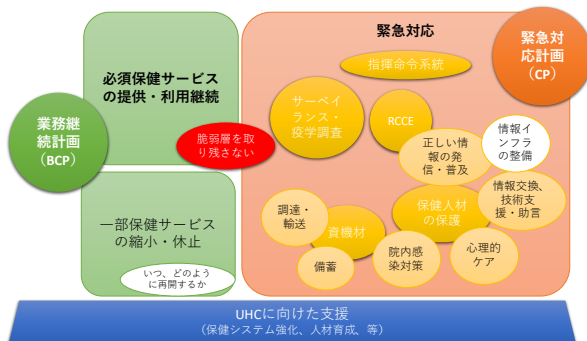 緊急対応
緊急対
応計画
（CP）
指揮命令系統
必須保健サービス
の提供・利用継続
サーベイ
ランス・
疫学調査
RCCE
業務継
続計画
（BCP）
脆弱層を取
り残さない
正しい情
報の発
信・普及
情報イン
フラ
の整備
一部保健サービス
の縮小・休止
調達・
輸送
資機材
保健人材
の保護
情報交換、
技術支
援・助言
いつ、どのよう
に再開するか
備蓄
院内感
染対策
心理的
ケア
UHCに向けた支援
（保健システム強化、人材育成、等）